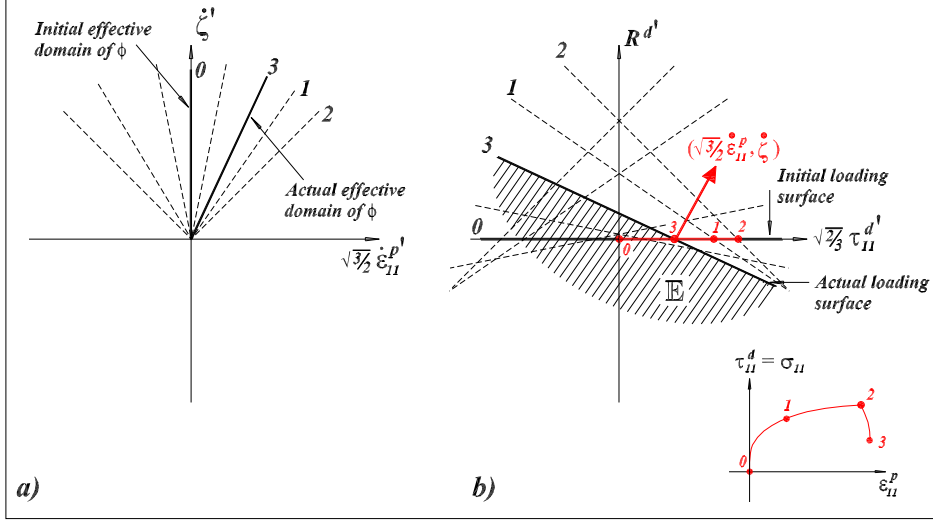 ζ̇'
Initial effective
domain of ϕ
0
3
1
2
Actual effective
domain of ϕ
√3/2 ε̇₁₁ᵖ'
a)
R^d'
2
1
3
(√3/2 ε̇₁₁ᵖ, ζ̇)
Initial loading
surface
0
0
3
1
2
√2/3 τ₁₁ᵈ'
𝔼
Actual loading
surface
τ₁₁ᵈ = σ₁₁
1
2
3
0
ε₁₁ᵖ
b)